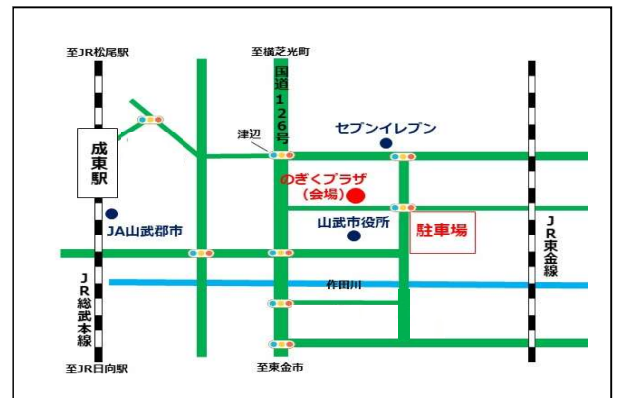 至JR松尾駅
至横芝光町
国道126号
セブンイレブン
津辺
成東駅
のぎくプラザ
(会場)
JA山武郡市
山武市役所
駐車場
JR東金線
JR総武本線
作田川
至JR日向駅
至東金市